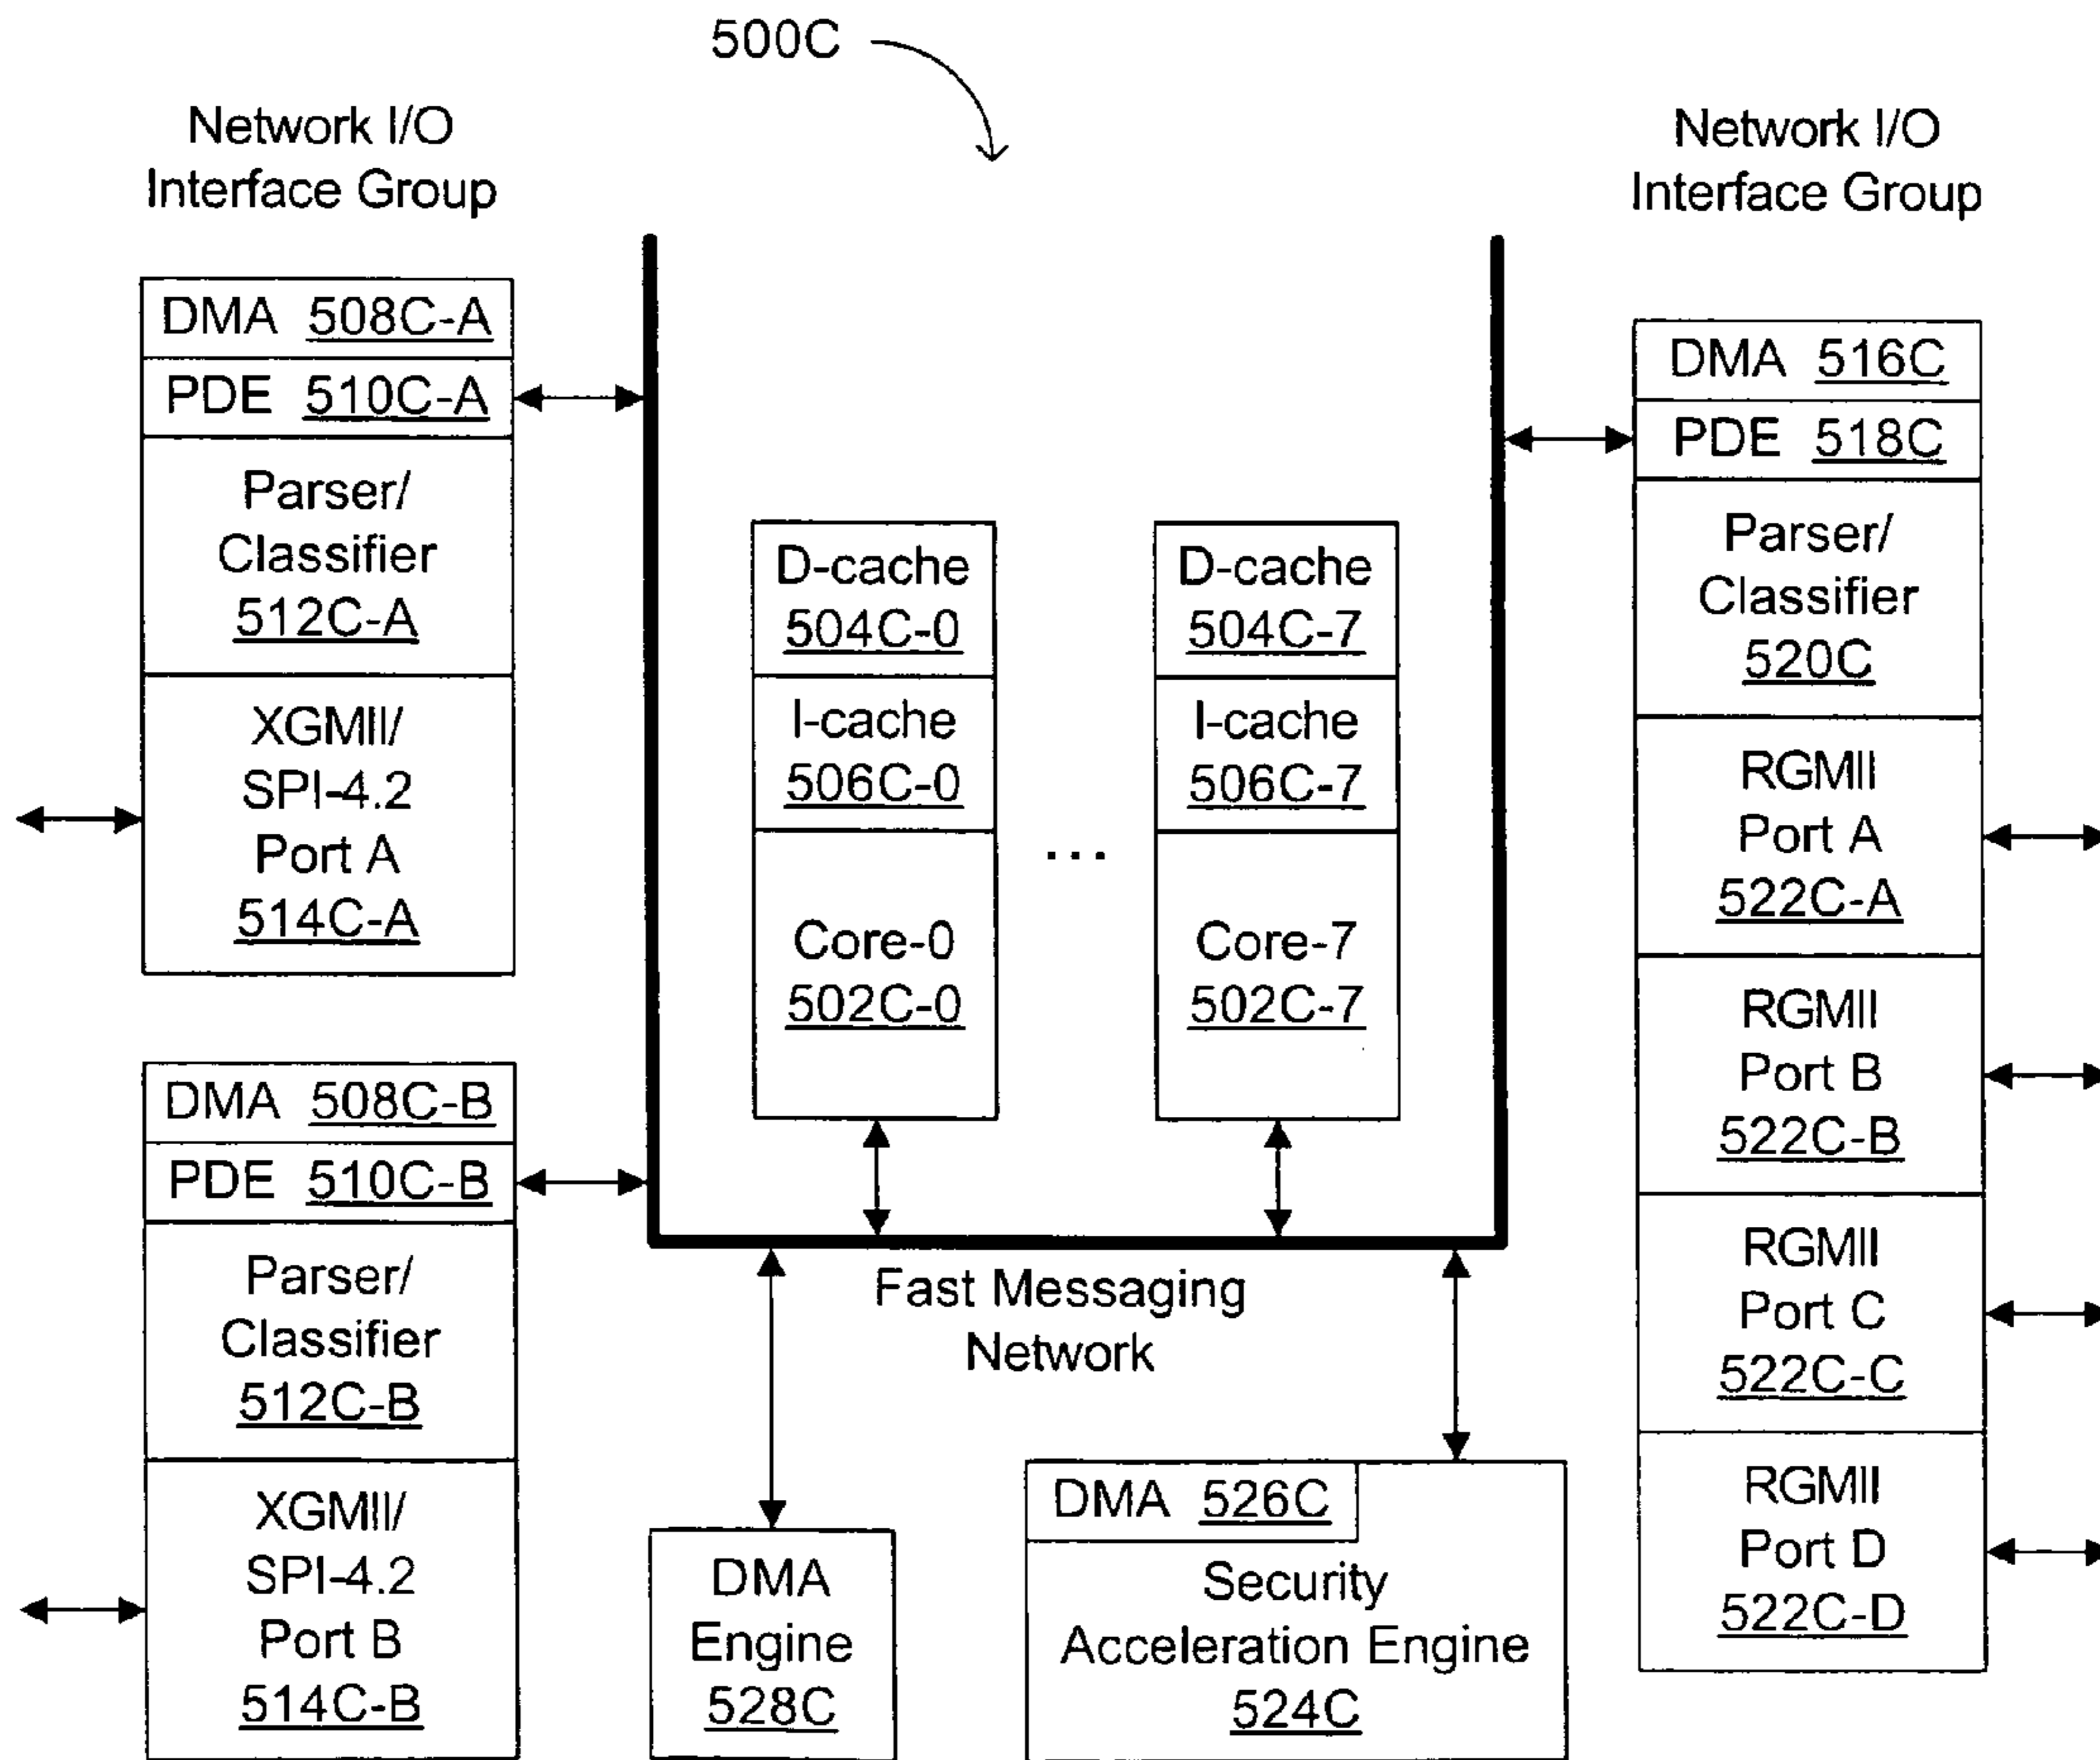 500C
Network I/O
Interface Group
DMA 508C-A
PDE 510C-A
Parser/
Classifier
512C-A
XGMII/
SPI-4.2
Port A
514C-A
DMA 508C-B
PDE 510C-B
Parser/
Classifier
512C-B
XGMII/
SPI-4.2
Port B
514C-B
D-cache
504C-0
I-cache
506C-0
Core-0
502C-0
...
D-cache
504C-7
I-cache
506C-7
Core-7
502C-7
Fast Messaging
Network
DMA
Engine
528C
DMA 526C
Security
Acceleration Engine
524C
Network I/O
Interface Group
DMA 516C
PDE 518C
Parser/
Classifier
520C
RGMII
Port A
522C-A
RGMII
Port B
522C-B
RGMII
Port C
522C-C
RGMII
Port D
522C-D